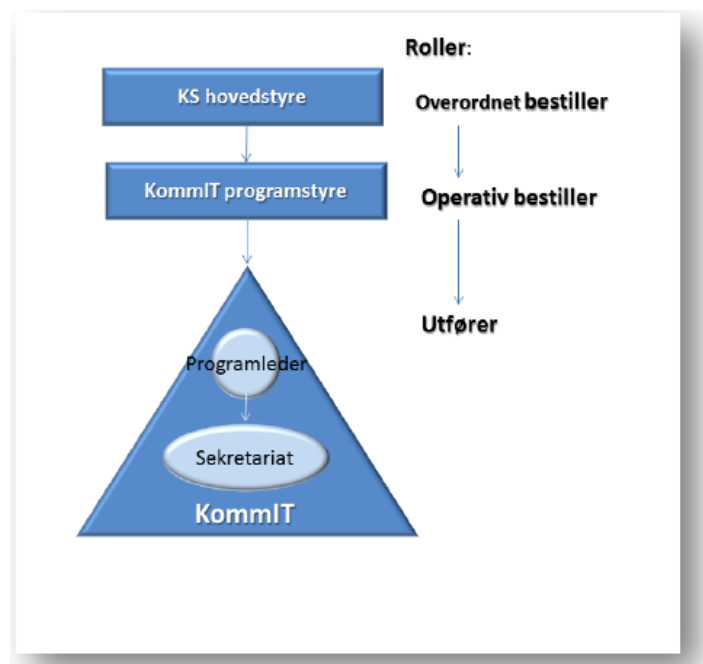 Roller:
KS hovedstyre
Overordnet bestiller
KommIT programstyre
Operativ bestiller
Utfører
Programleder
Sekretariat
KommIT